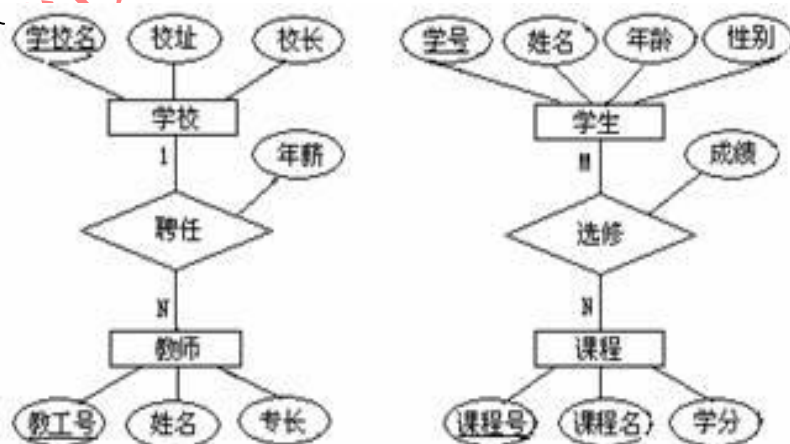 学校名 校址 校长 学号 姓名 年龄 性别
学校 学生
1 年薪 M 成绩
聘任 选修
N N
教师 课程
教工号 姓名 专长 课程号 课程名 学分